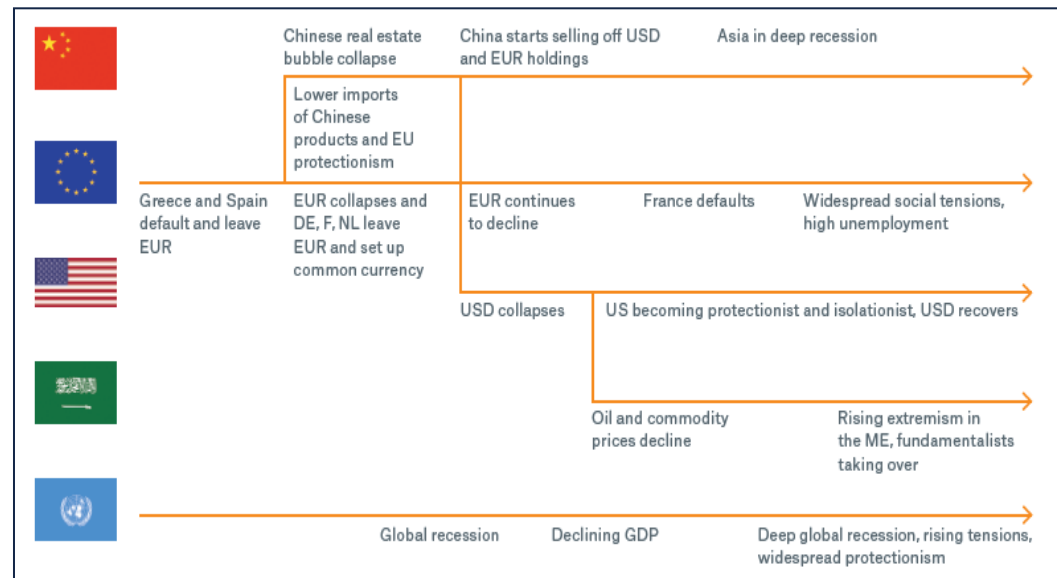 Chinese real estate
bubble collapse
China starts selling off USD
and EUR holdings
Asia in deep recession
Lower imports
of Chinese
products and EU
protectionism
Greece and Spain
default and leave
EUR
EUR collapses and
DE, F, NL leave
EUR and set up
common currency
EUR continues
to decline
France defaults
Widespread social tensions,
high unemployment
USD collapses
US becoming protectionist and isolationist, USD recovers
Oil and commodity
prices decline
Rising extremism in
the ME, fundamentalists
taking over
Global recession
Declining GDP
Deep global recession, rising tensions,
widespread protectionism